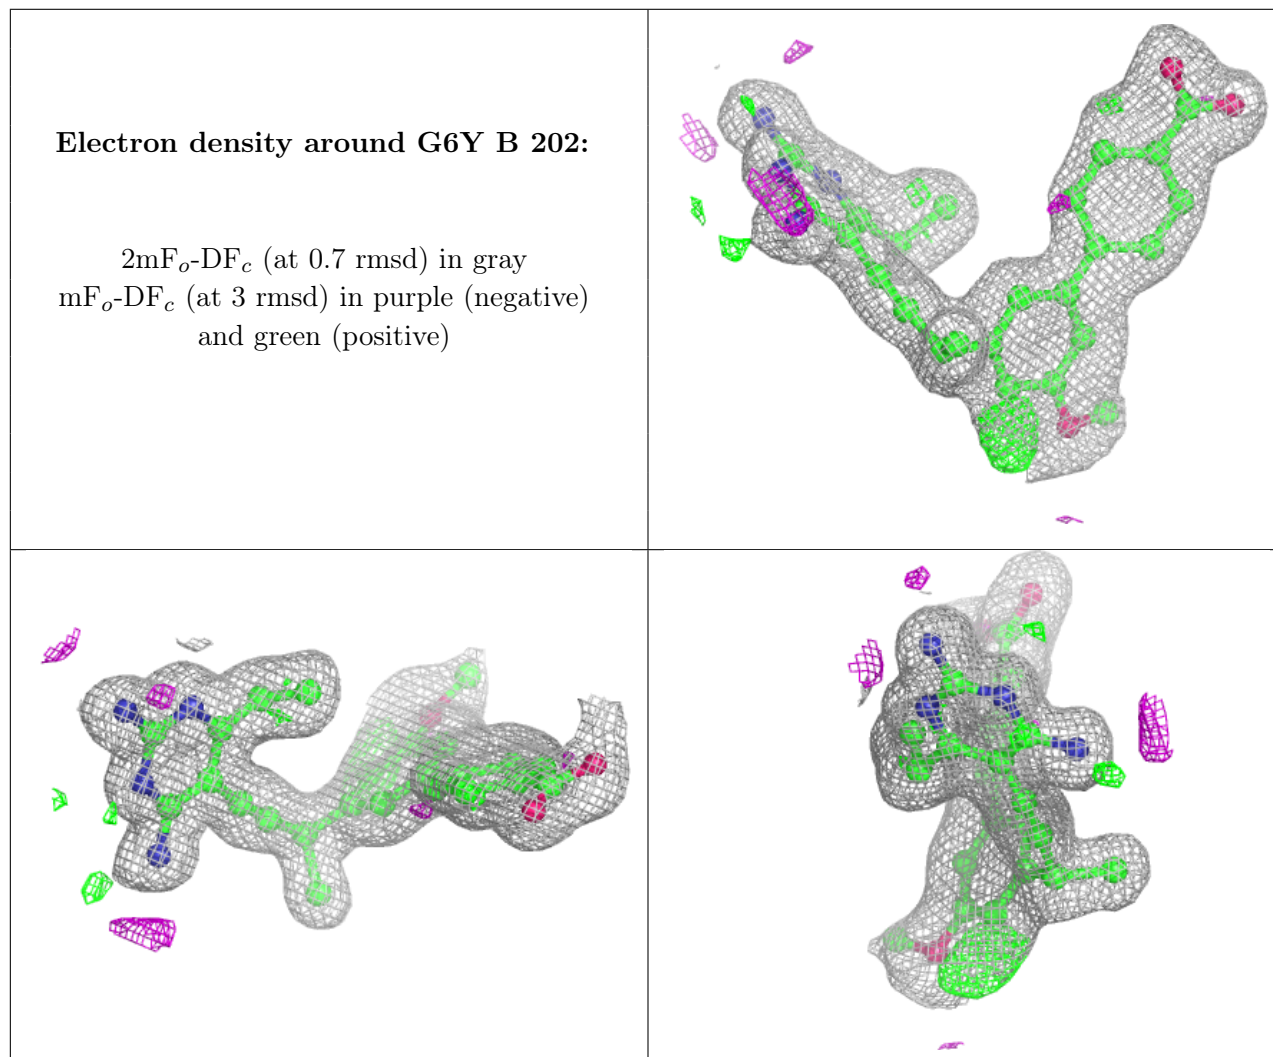 Electron density around G6Y B 202:
2mFo-DFc (at 0.7 rmsd) in gray
mFo-DFc (at 3 rmsd) in purple (negative)
and green (positive)